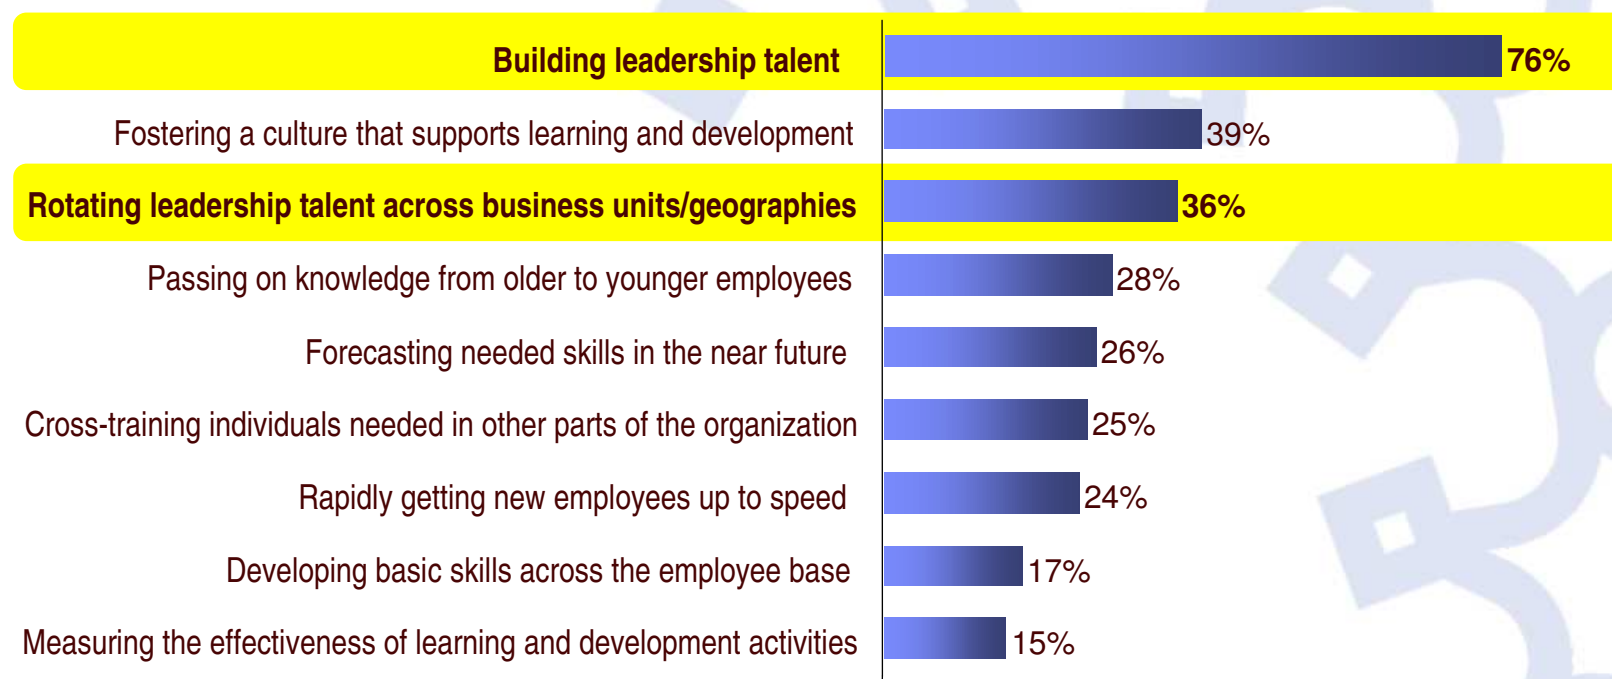 Building leadership talent 76%
Fostering a culture that supports learning and development 39%
Rotating leadership talent across business units/geographies 36%
Passing on knowledge from older to younger employees 28%
Forecasting needed skills in the near future 26%
Cross-training individuals needed in other parts of the organization 25%
Rapidly getting new employees up to speed 24%
Developing basic skills across the employee base 17%
Measuring the effectiveness of learning and development activities 15%